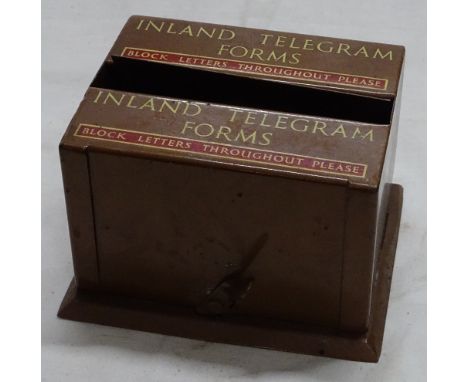 INLAND TELEGRAM
FORMS
BLOCK LETTERS THROUGHOUT PLEASE
INLAND TELEGRAM
FORMS
BLOCK LETTERS THROUGHOUT PLEASE